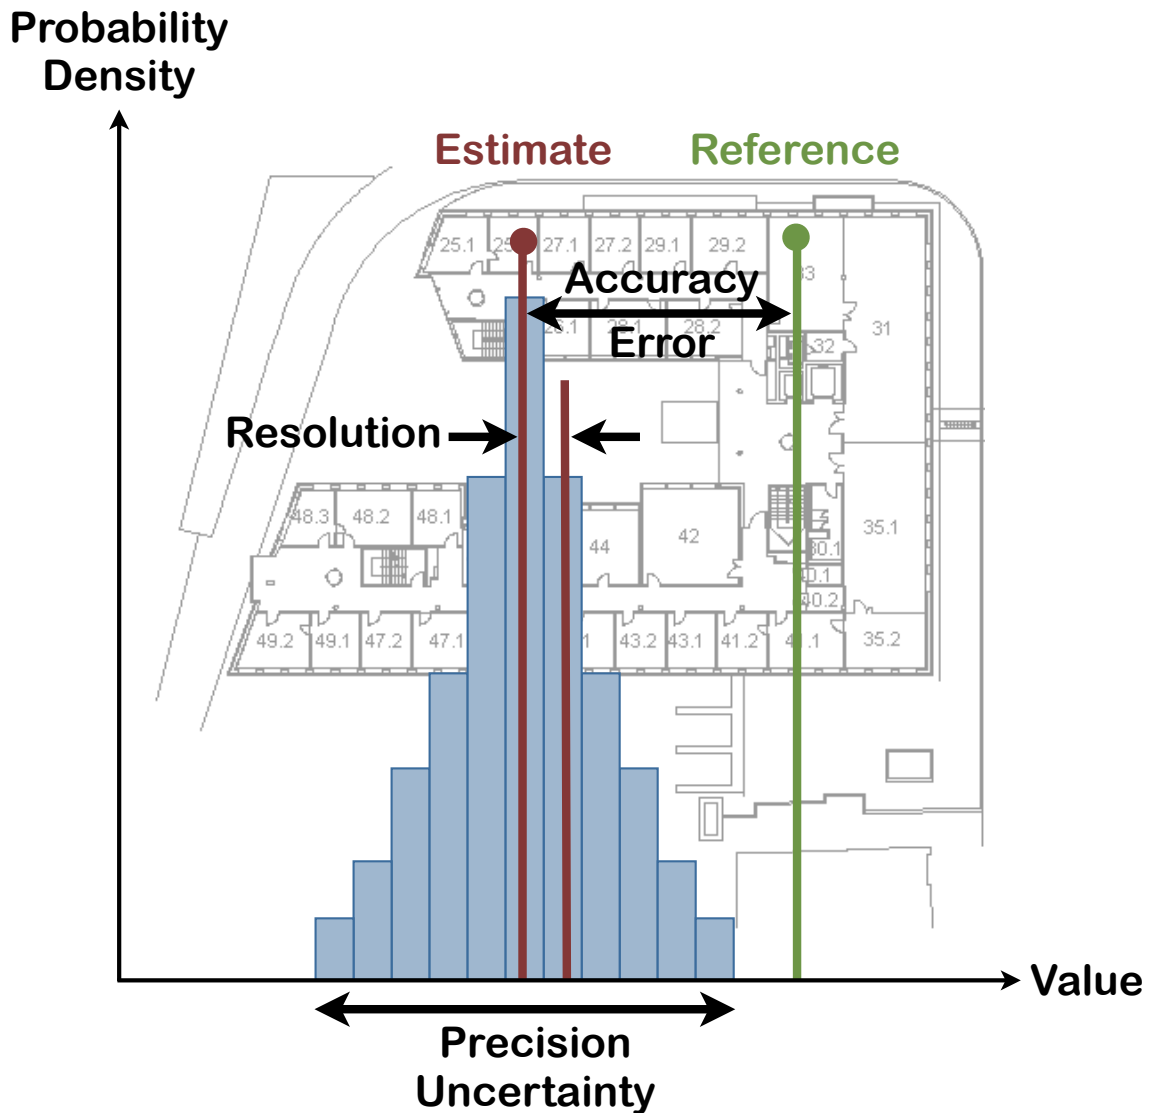 Probability
Density
Estimate
Reference
25.1
27.1
27.2
29.1
29.2
Accuracy
31
28.2
Error
32
Resolution
48.3
48.2
48.1
44
42
35.1
49.2
49.1
47.2
47.1
43.2
43.1
41.2
35.2
Value
Precision
Uncertainty